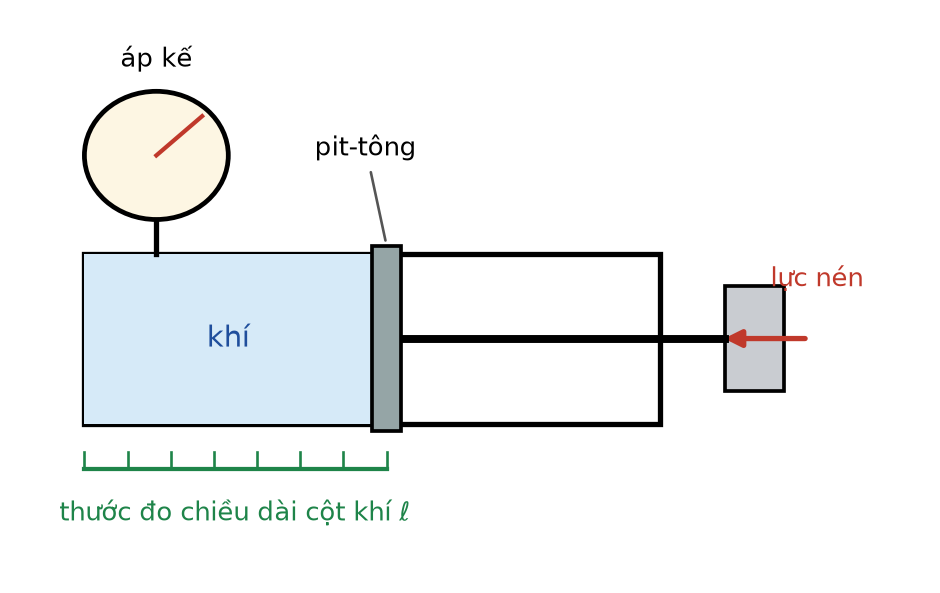 áp kế
pit-tông
lực nén
khí
thước đo chiều dài cột khí ℓ